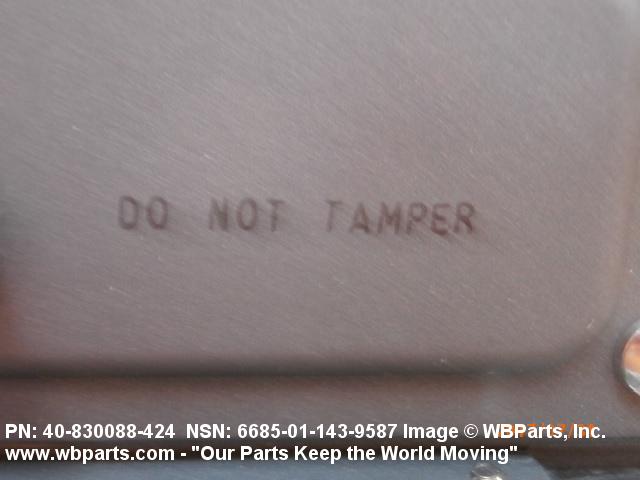 DO NOT TAMPER
PN: 40-830088-424 NSN: 6685-01-143-9587 Image © WBParts, Inc.
www.wbparts.com - "Our Parts Keep the World Moving"